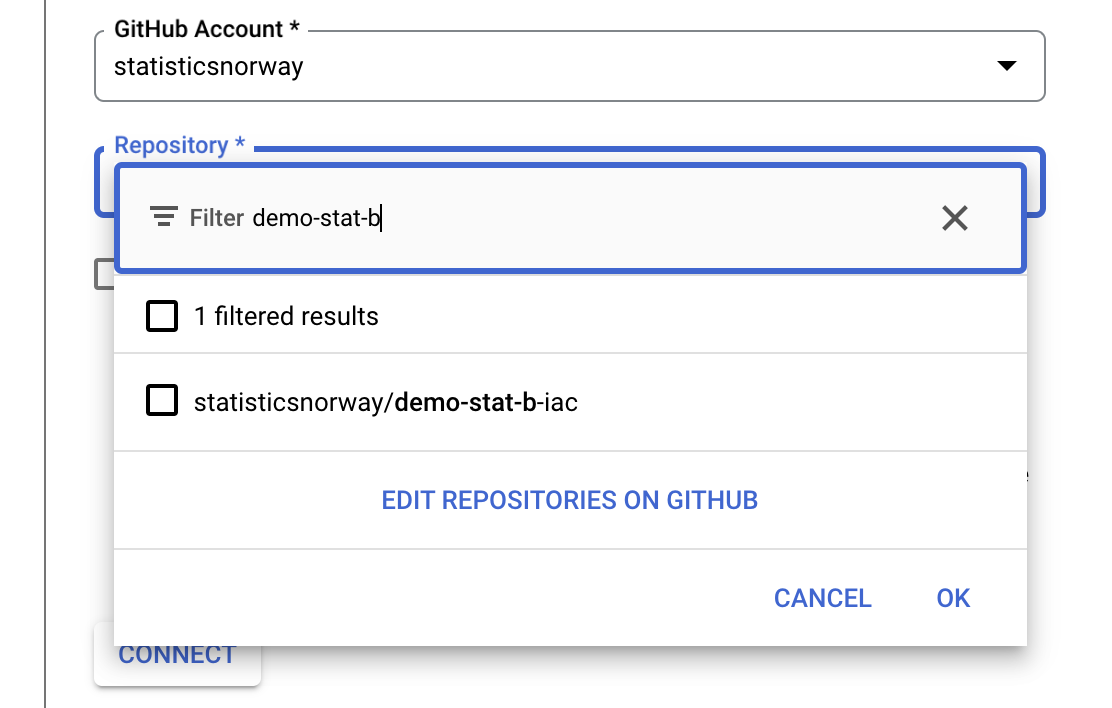 GitHub Account *
statisticsnorway
Repository *
Filter demo-stat-b
1 filtered results
statisticsnorway/demo-stat-b-iac
EDIT REPOSITORIES ON GITHUB
CANCEL OK
CONNECT